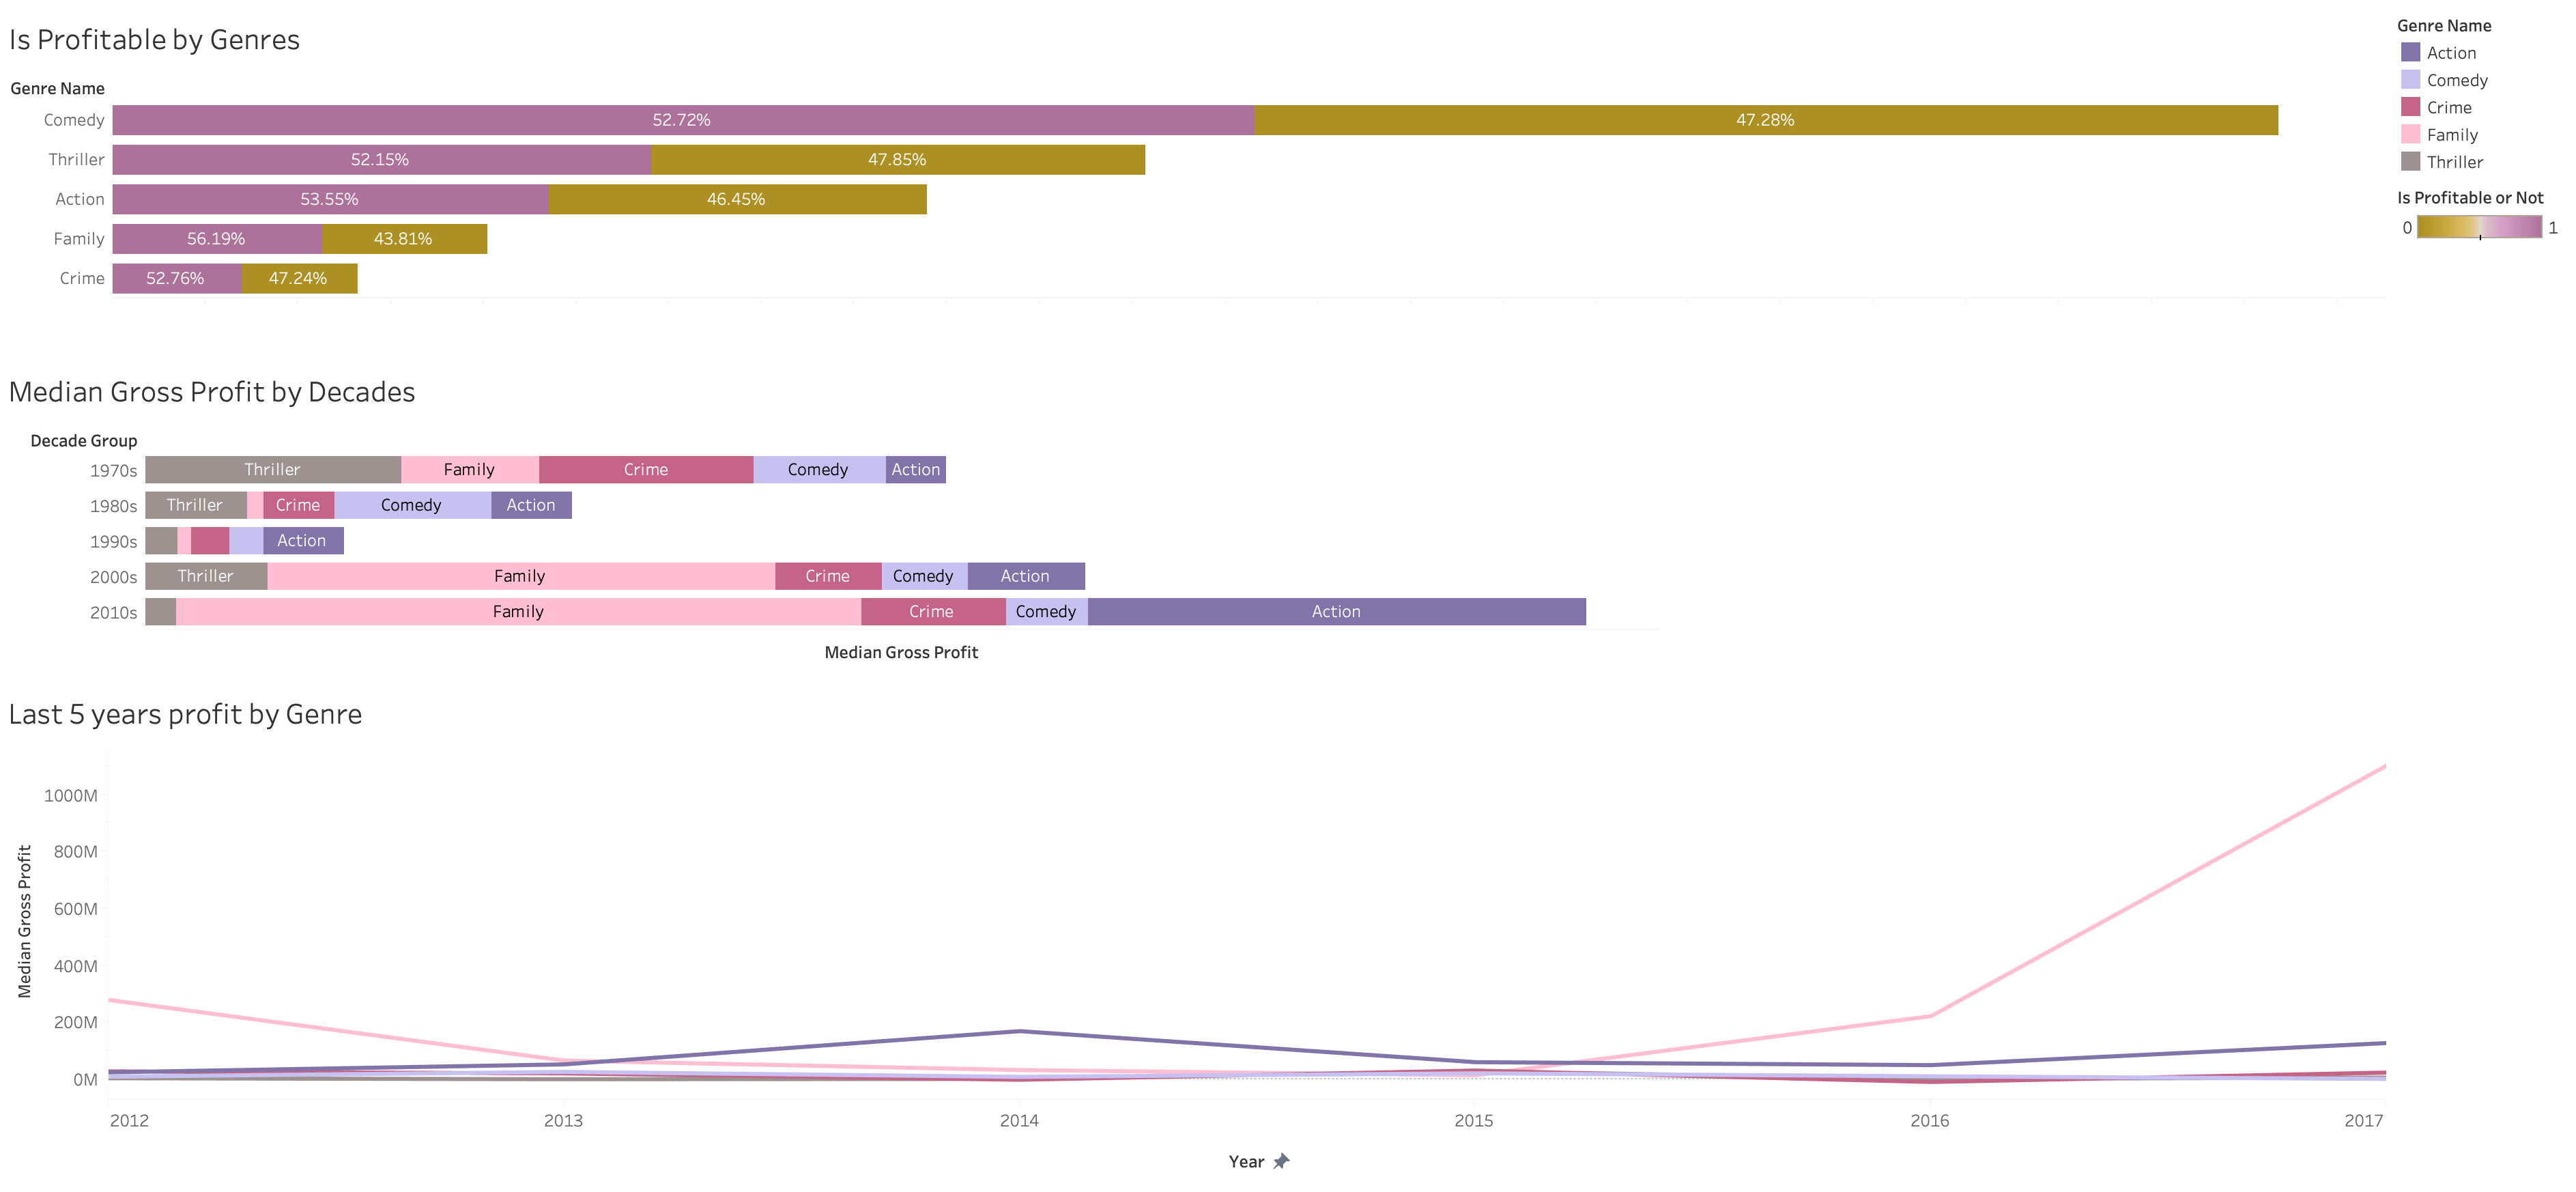 Is Profitable by Genres
Genre Name
Comedy 52.72% 47.28%
Thriller 52.15% 47.85%
Action 53.55% 46.45%
Family 56.19% 43.81%
Crime 52.76% 47.24%
Genre Name
Action
Comedy
Crime
Family
Thriller
Is Profitable or Not
0 1
Median Gross Profit by Decades
Decade Group
1970s Thriller Family Crime Comedy Action
1980s Thriller Crime Comedy Action
1990s Action
2000s Thriller Family Crime Comedy Action
2010s Family Crime Comedy Action
Median Gross Profit
Last 5 years profit by Genre
Median Gross Profit
1000M
800M
600M
400M
200M
0M
2012 2013 2014 2015 2016 2017
Year